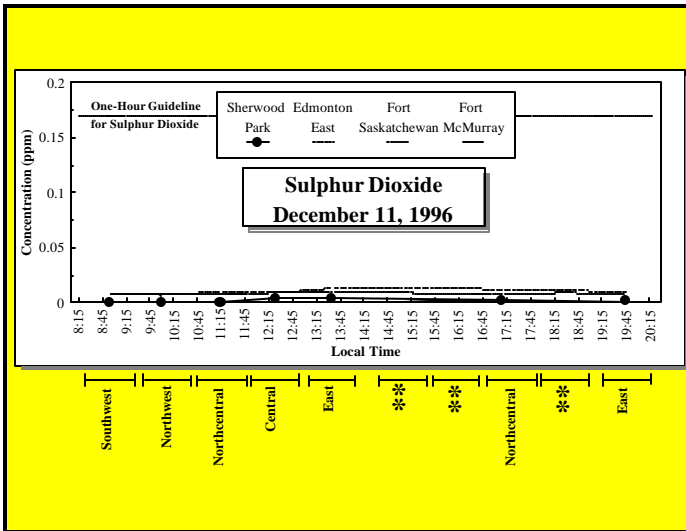 0.2
0.15
0.1
0.05
0
Concentration (ppm)
One-Hour Guideline
for Sulphur Dioxide
Sherwood Edmonton Fort Fort
Park East Saskatchewan McMurray
Sulphur Dioxide
December 11, 1996
8:15 8:45 9:15 9:45 10:15 10:45 11:15 11:45 12:15 12:45 13:15 13:45 14:15 14:45 15:15 15:45 16:15 16:45 17:15 17:45 18:15 18:45 19:15 19:45 20:15
Local Time
Southwest
Northwest
Northcentral
Central
East
**
**
Northcentral
**
East